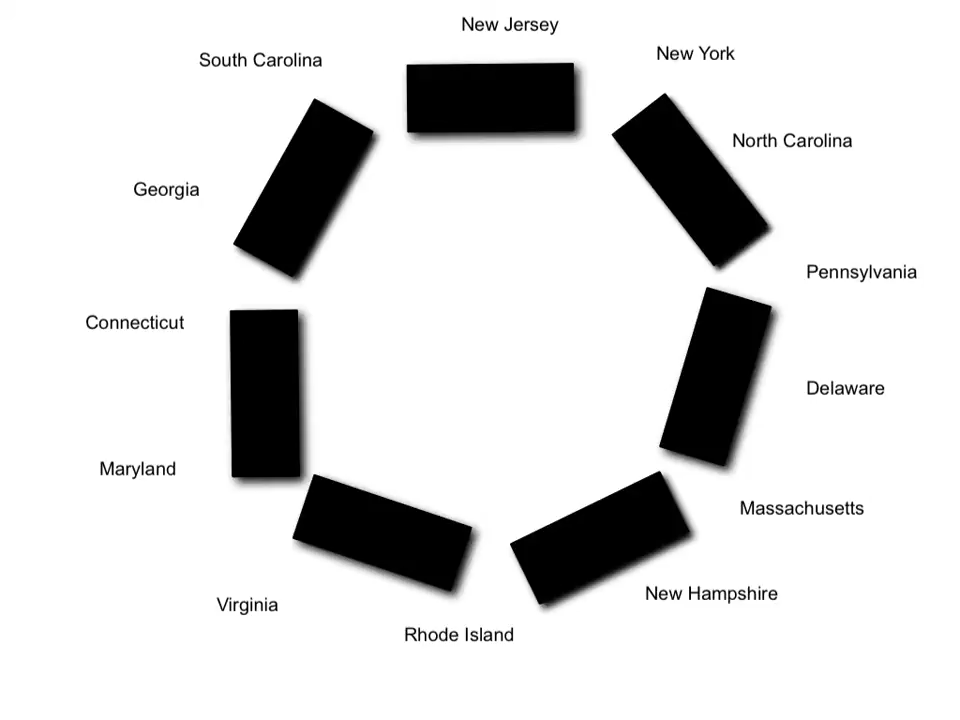 New Jersey
South Carolina
New York
North Carolina
Georgia
Pennsylvania
Connecticut
Delaware
Maryland
Massachusetts
New Hampshire
Virginia
Rhode Island